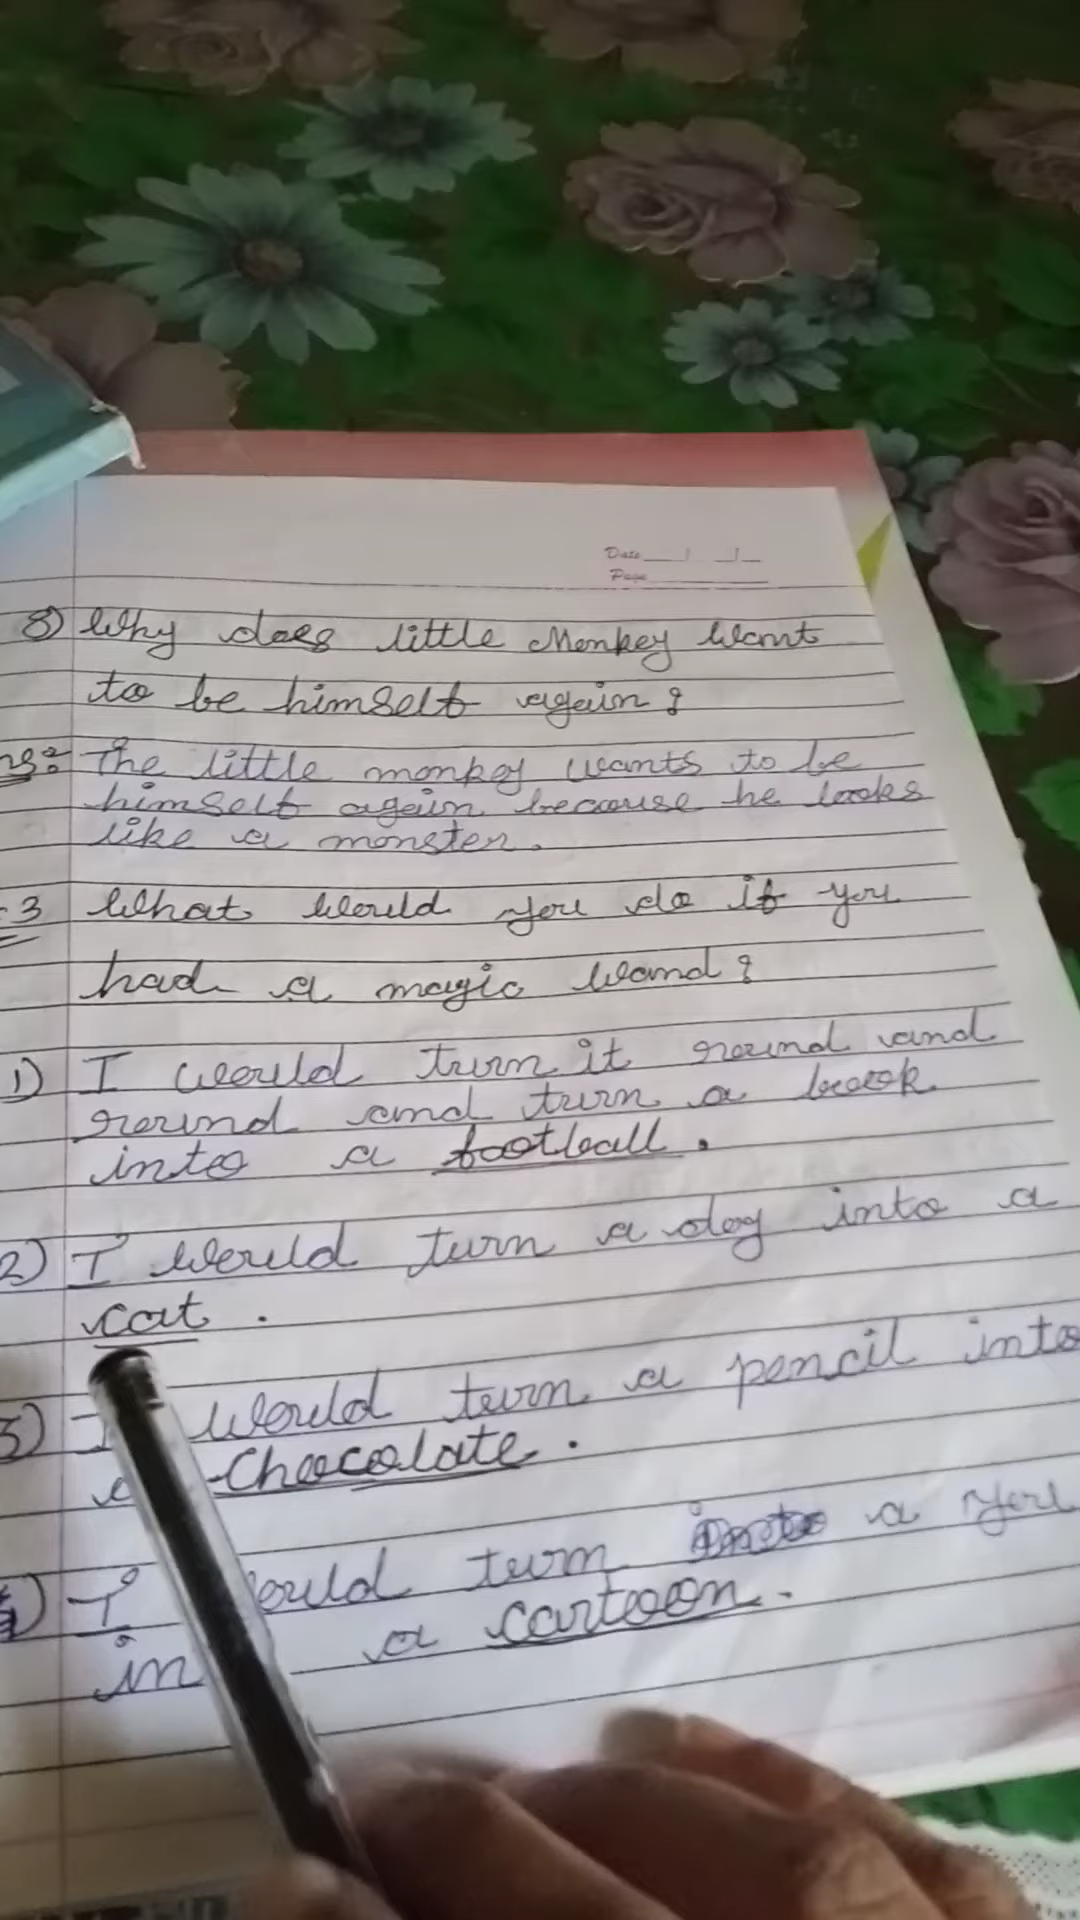 Date
Page
8) Why does little Monkey Want
to be himself again?
ns: The little monkey wants to be
himself again because he looks
like a monster.
3 What would you do if you
had a magic wand?
1) I would turn it round and
round and turn a book
into a football.
2) I would turn a dog into a
cat.
3) I would turn a pencil into
Chocolate.
ould turn a you
in a cartoon.